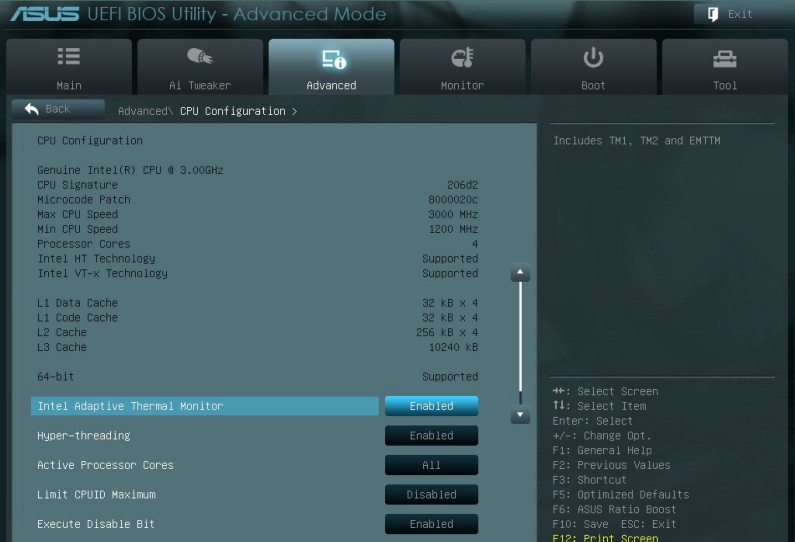 ASUS UEFI BIOS Utility - Advanced Mode
Exit
Main Ai Tweaker Advanced Monitor Boot Tool
Back Advanced\ CPU Configuration >
CPU Configuration
Genuine Intel(R) CPU @ 3.00GHz
CPU Signature 206d2
Microcode Patch 8000020c
Max CPU Speed 3000 MHz
Min CPU Speed 1200 MHz
Processor Cores 4
Intel HT Technology Supported
Intel VT-x Technology Supported
L1 Data Cache 32 kB x 4
L1 Code Cache 32 kB x 4
L2 Cache 256 kB x 4
L3 Cache 10240 kB
64-bit Supported
Intel Adaptive Thermal Monitor Enabled
Hyper-threading Enabled
Active Processor Cores All
Limit CPUID Maximum Disabled
Execute Disable Bit Enabled
Includes TM1, TM2 and EMTTM
→←: Select Screen
↑↓: Select Item
Enter: Select
+/-: Change Opt.
F1: General Help
F2: Previous Values
F3: Shortcut
F5: Optimized Defaults
F6: ASUS Ratio Boost
F10: Save ESC: Exit
F12: Print Screen